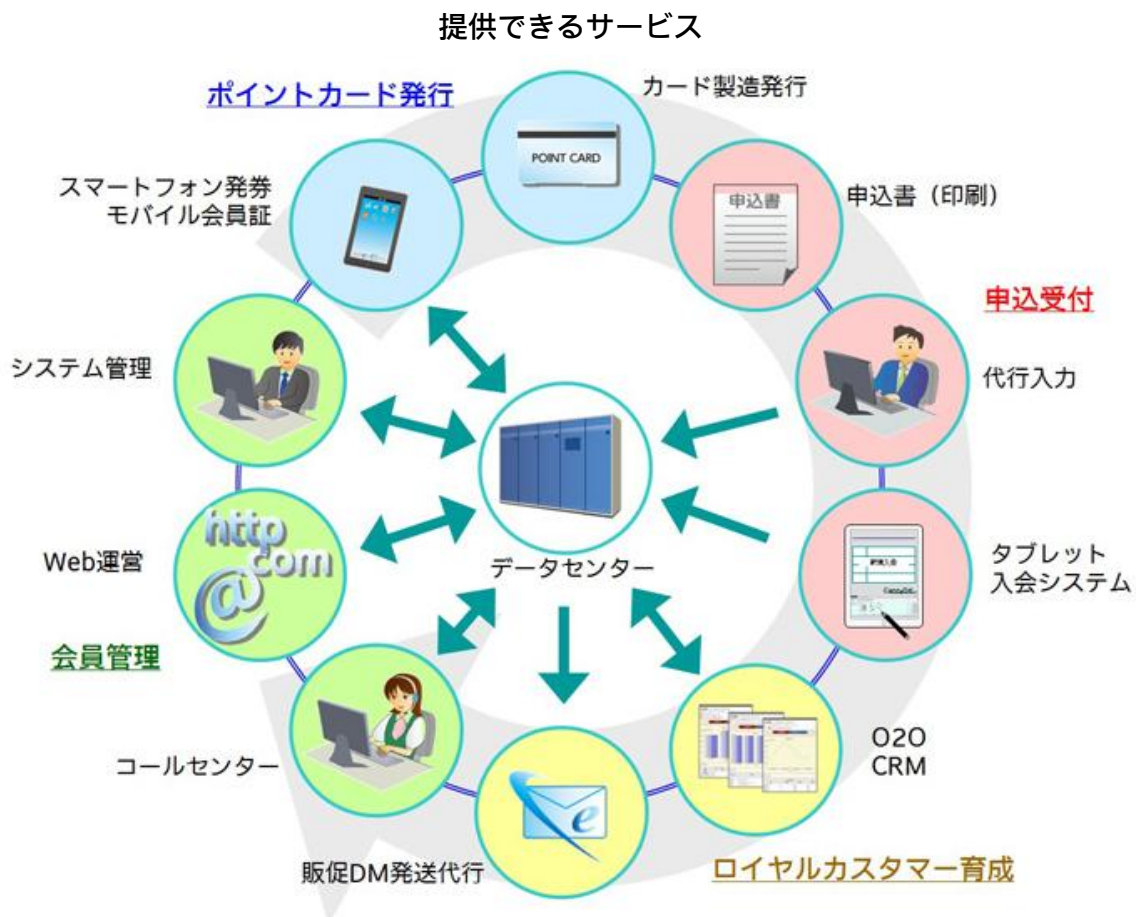 提供できるサービス
ポイントカード発行
カード製造発行
POINT CARD
スマートフォン発券
モバイル会員証
申込書
申込書（印刷）
申込受付
システム管理
代行入力
http
com
@
Web運営
データセンター
タブレット
入会システム
会員管理
コールセンター
O2O
CRM
e
販促DM発送代行
ロイヤルカスタマー育成